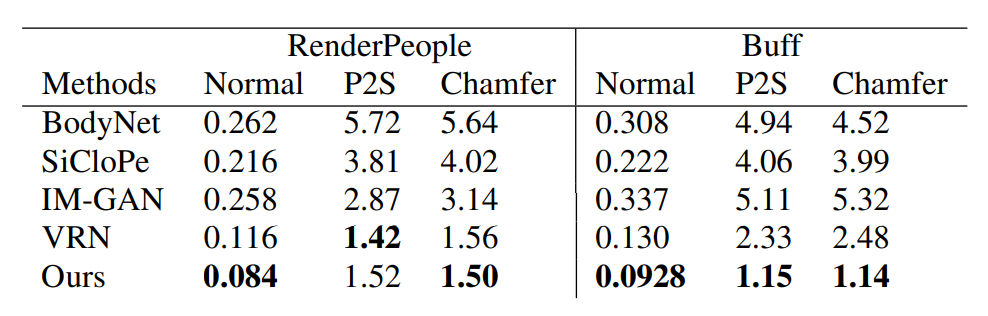 RenderPeople Buff
Methods Normal P2S Chamfer Normal P2S Chamfer
BodyNet 0.262 5.72 5.64 0.308 4.94 4.52
SiCloPe 0.216 3.81 4.02 0.222 4.06 3.99
IM-GAN 0.258 2.87 3.14 0.337 5.11 5.32
VRN 0.116 1.42 1.56 0.130 2.33 2.48
Ours 0.084 1.52 1.50 0.0928 1.15 1.14